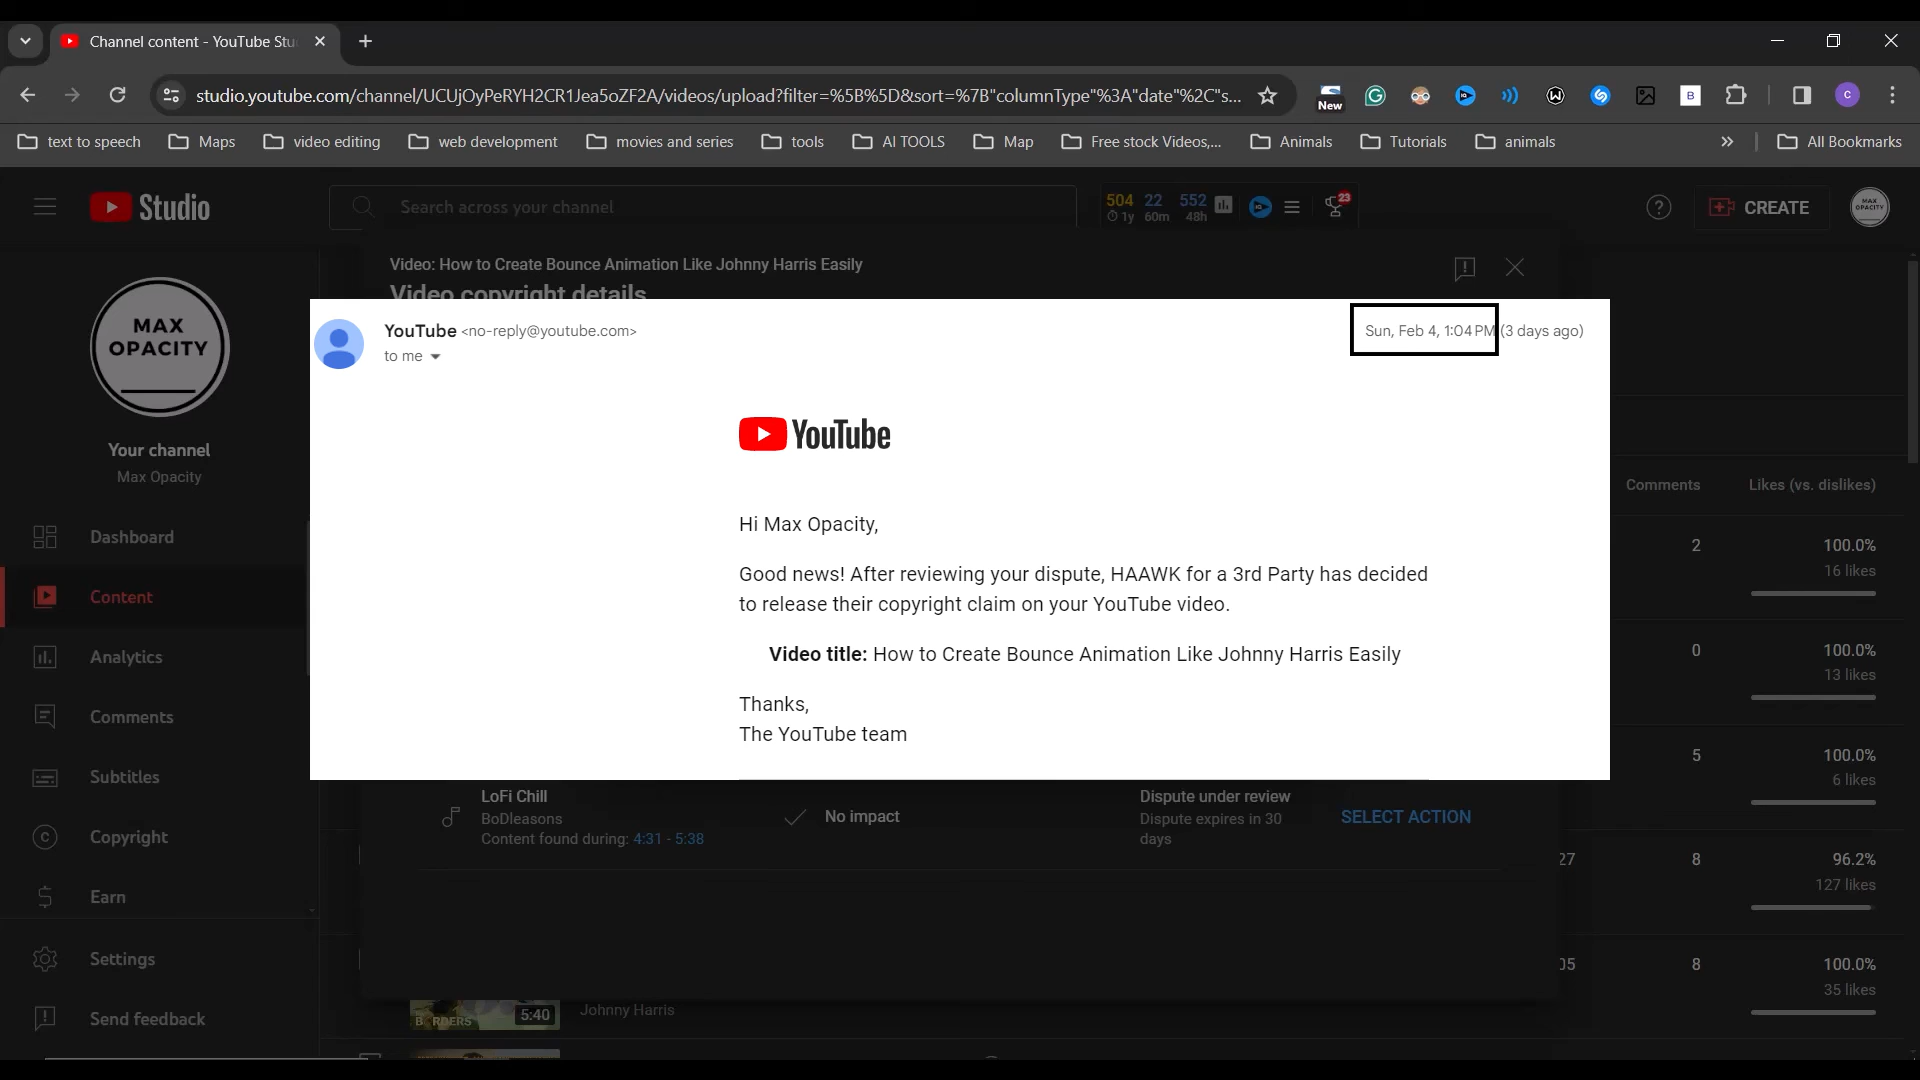 Channel content - YouTube Stu
studio.youtube.com/channel/UCUjOyPeRYH2CR1Jea5oZF2A/videos/upload?filter=%5B%5D&sort=%7B"columnType"%3A"date"%2C"s...
New
C
text to speech
Maps
video editing
web development
movies and series
tools
AI TOOLS
Map
Free stock Videos,...
Animals
Tutorials
animals
All Bookmarks
Studio
Search across your channel
504 22 552
1y 60m 48h
23
CREATE
MAX OPACITY
Video: How to Create Bounce Animation Like Johnny Harris Easily
Video copyright details
MAX
OPACITY
Your channel
Max Opacity
Dashboard
Content
Analytics
Comments
Subtitles
Copyright
Earn
Settings
Send feedback
YouTube <no-reply@youtube.com>
to me
Sun, Feb 4, 1:04 PM (3 days ago)
YouTube
Hi Max Opacity,
Good news! After reviewing your dispute, HAAWK for a 3rd Party has decided
to release their copyright claim on your YouTube video.
Video title: How to Create Bounce Animation Like Johnny Harris Easily
Thanks,
The YouTube team
LoFi Chill
BoDleasons
Content found during: 4:31 - 5:38
No impact
Dispute under review
Dispute expires in 30
days
SELECT ACTION
Comments
Likes (vs. dislikes)
2
100.0%
16 likes
0
100.0%
13 likes
5
100.0%
6 likes
27
8
96.2%
127 likes
05
8
100.0%
35 likes
5:40
Johnny Harris